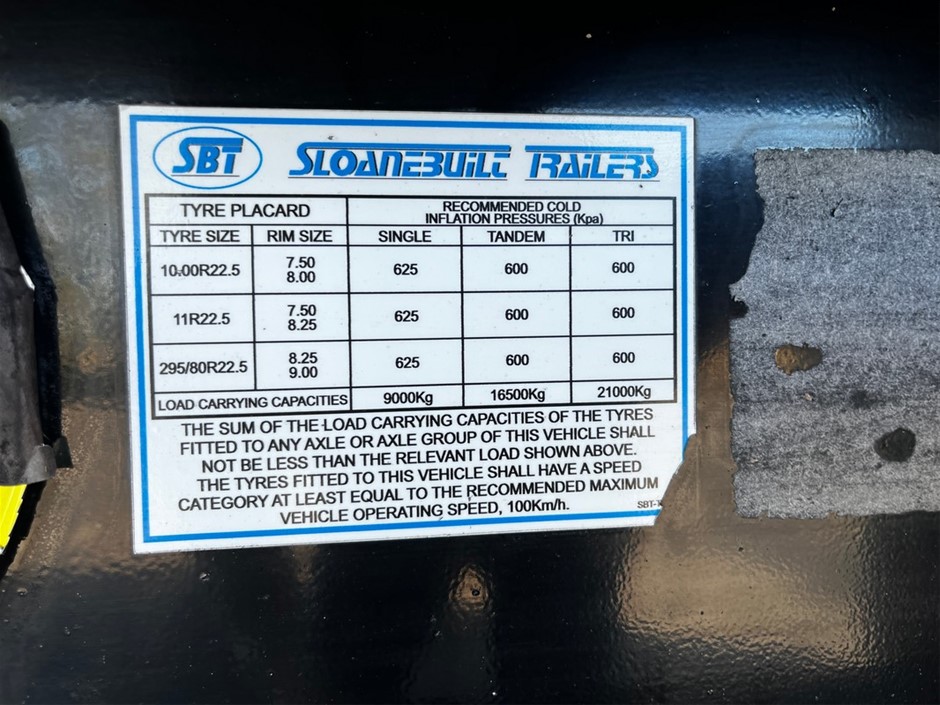 SBT SLOANEBUILT TRAILERS
TYRE PLACARD RECOMMENDED COLD INFLATION PRESSURES (Kpa)
TYRE SIZE RIM SIZE SINGLE TANDEM TRI
10.00R22.5 7.50 8.00 625 600 600
11R22.5 7.50 8.25 625 600 600
295/80R22.5 8.25 9.00 625 600 600
LOAD CARRYING CAPACITIES 9000Kg 16500Kg 21000Kg
THE SUM OF THE LOAD CARRYING CAPACITIES OF THE TYRES
FITTED TO ANY AXLE OR AXLE GROUP OF THIS VEHICLE SHALL
NOT BE LESS THAN THE RELEVANT LOAD SHOWN ABOVE.
THE TYRES FITTED TO THIS VEHICLE SHALL HAVE A SPEED
CATEGORY AT LEAST EQUAL TO THE RECOMMENDED MAXIMUM
VEHICLE OPERATING SPEED, 100Km/h.